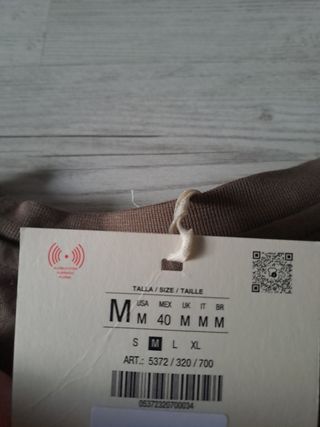 TALLA / SIZE / TAILLE
M USA MEX UK IT BR
M 40 M M M
S M L XL
ART.: 5372 / 320 / 700
05372320700034